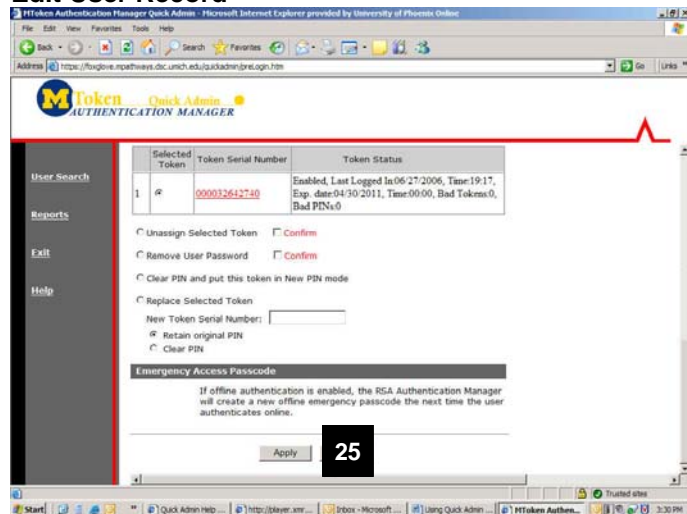 Edit User Record
MToken Authentication Manager Quick Admin - Microsoft Internet Explorer provided by University of Phoenix Online
File Edit View Favorites Tools Help
Back Search Favorites
Address https://foxglove.mpathways.dsc.umich.edu/quickadmin/preLogin.htm Go Links »
MToken Quick Admin
AUTHENTICATION MANAGER
User Search
Reports
Exit
Help
Selected Token Token Serial Number Token Status
1 000032642740 Enabled, Last Logged In:06/27/2006, Time:19:17,
Exp. date:04/30/2011, Time:00:00, Bad Tokens:0,
Bad PINs:0
Unassign Selected Token Confirm
Remove User Password Confirm
Clear PIN and put this token in New PIN mode
Replace Selected Token
New Token Serial Number:
Retain original PIN
Clear PIN
Emergency Access Passcode
If offline authentication is enabled, the RSA Authentication Manager
will create a new offline emergency passcode the next time the user
authenticates online.
Apply
25
Trusted sites
Start Quick Admin Help ... http://player.xmr... Inbox - Microsoft ... Using Quick Admin ... MToken Authen... 3:30 PM